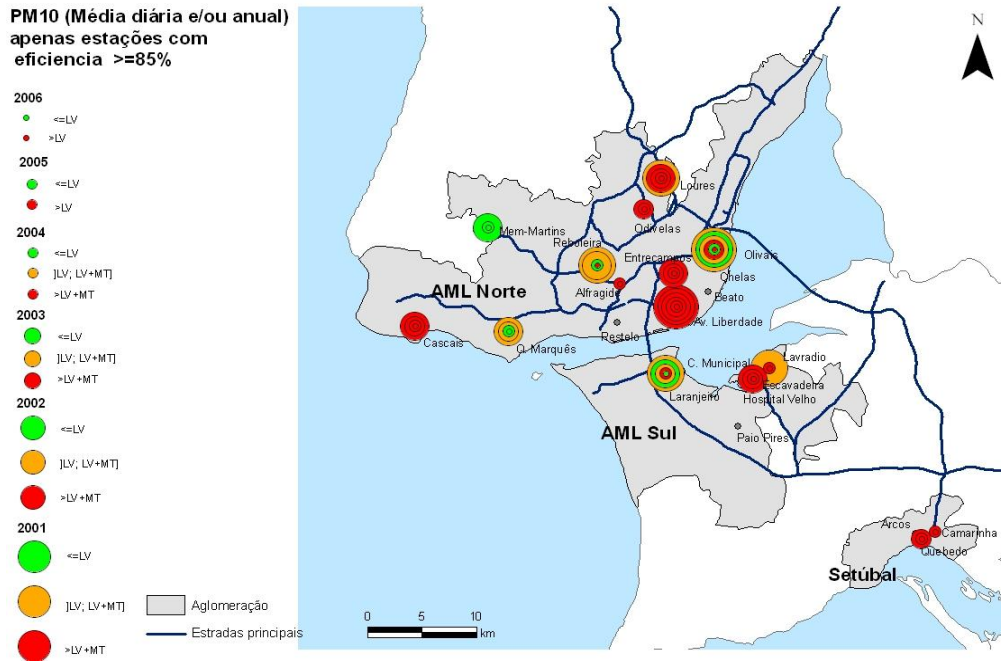 PM10 (Média diária e/ou anual)
apenas estações com
eficiencia >=85%
2006
<=LV
>LV
2005
<=LV
>LV
2004
<=LV
]LV; LV+MT]
>LV+MT
2003
<=LV
]LV; LV+MT]
>LV+MT
2002
<=LV
]LV; LV+MT]
>LV+MT
2001
<=LV
]LV; LV+MT]
>LV+MT
Aglomeração
Estradas principais
0 5 10
km
N
Loures
Odivelas
Mem-Martins
Reboleira
Entrecampos
Olivais
Chelas
Alfragide
Beato
AML Norte
Av. Liberdade
Restelo
Cascais
Q. Marquês
C. Municipal
Lavradio
Escavadeira
Laranjeiro
Hospital Velho
AML Sul
Paio Pires
Arcos
Camarinha
Quebedo
Setúbal